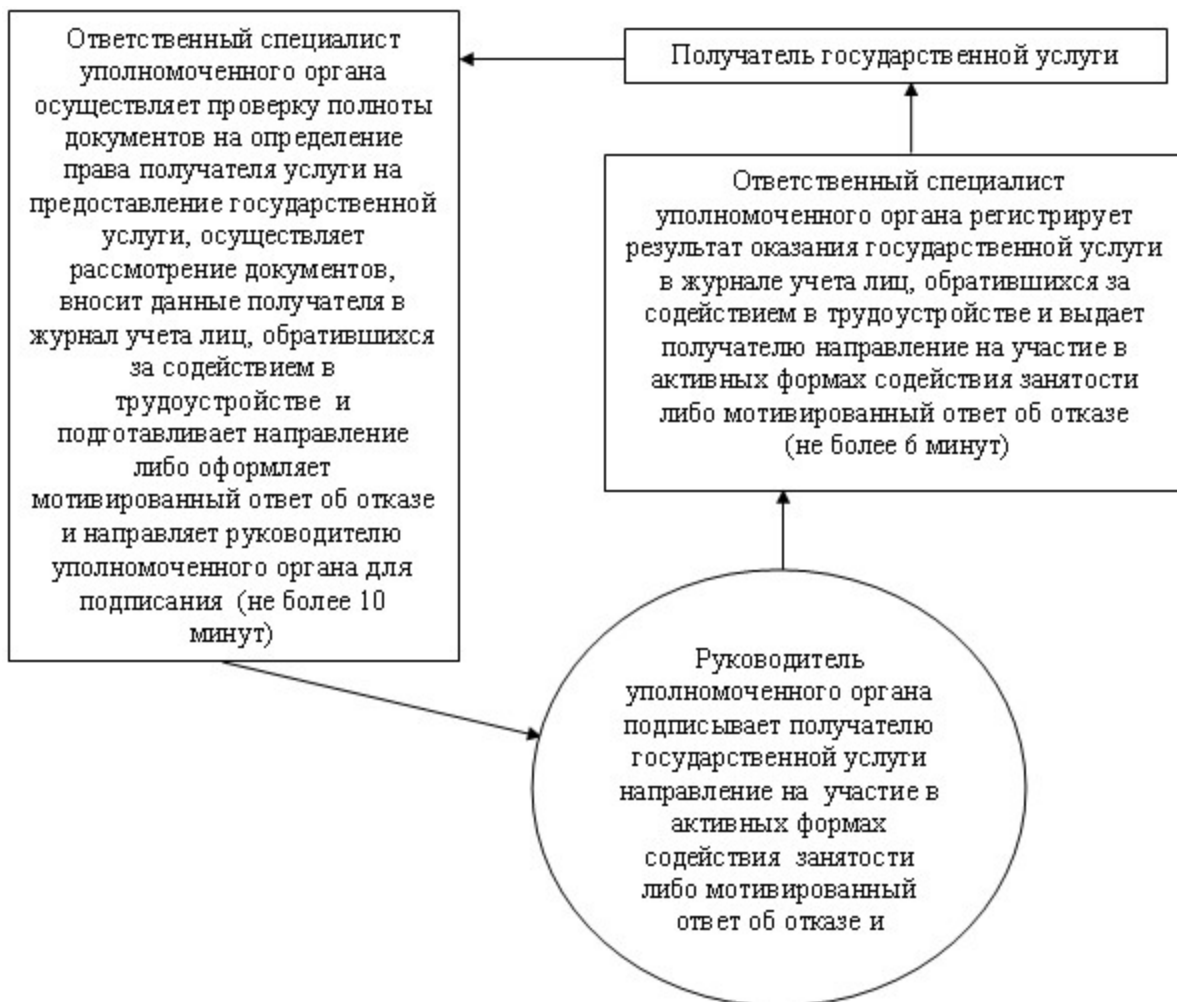 Ответственный специалист
уполномоченного органа
осуществляет проверку полноты
документов на определение
права получателя услуги на
предоставление государственной
услуги, осуществляет
рассмотрение документов,
вносит данные получателя в
журнал учета лиц, обратившихся
за содействием в
трудоустройстве и
подготавливает направление
либо оформляет
мотивированный ответ об отказе
и направляет руководителю
уполномоченного органа для
подписания (не более 10
минут)
Получатель государственной услуги
Ответственный специалист
уполномоченного органа регистрирует
результат оказания государственной услуги
в журнале учета лиц, обратившихся за
содействием в трудоустройстве и выдает
получателю направление на участие в
активных формах содействия занятости
либо мотивированный ответ об отказе
(не более 6 минут)
Руководитель
уполномоченного органа
подписывает получателю
государственной услуги
направление на участие в
активных формах
содействия занятости
либо мотивированный
ответ об отказе и